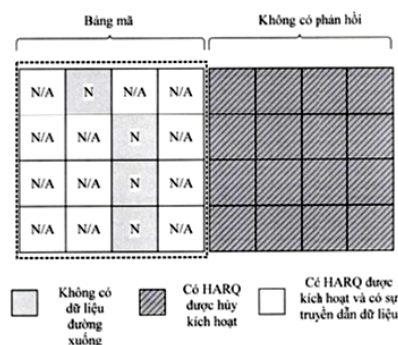 Bảng mã Không có phản hồi
N/A N N/A N/A
N/A N/A N N/A
N/A N/A N N/A
N/A N/A N N/A
Không có
dữ liệu
đường
xuống
Có HARQ
được hủy
kích hoạt
Có HARQ được
kích hoạt và có sự
truyền dẫn dữ liệu